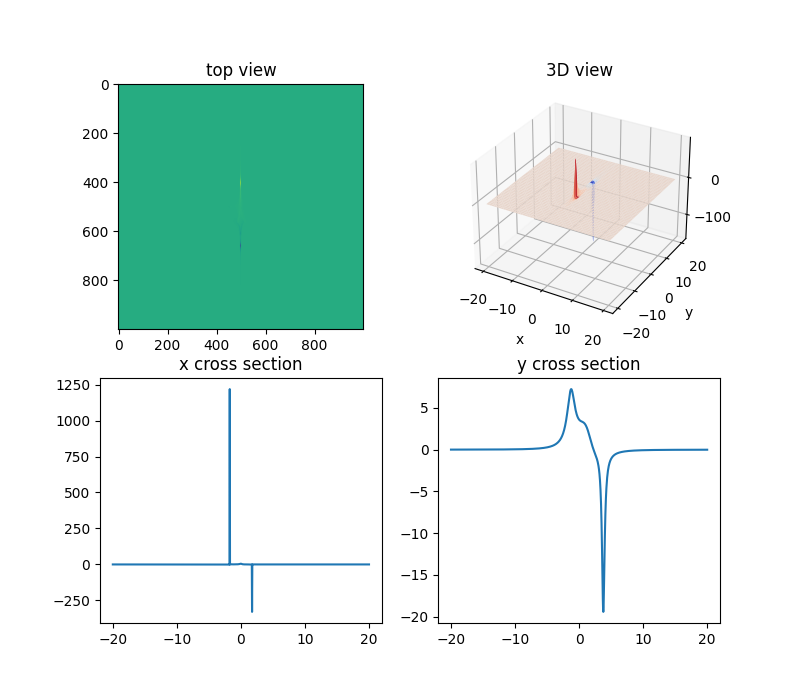 top view
0
200
400
600
800
0 200 400 600 800
3D view
0
−100
−20 −10 0 10 20
x
−20 −10 0 10 20
y
x cross section
1250
1000
750
500
250
0
−250
−20 −10 0 10 20
y cross section
5
0
−5
−10
−15
−20
−20 −10 0 10 20